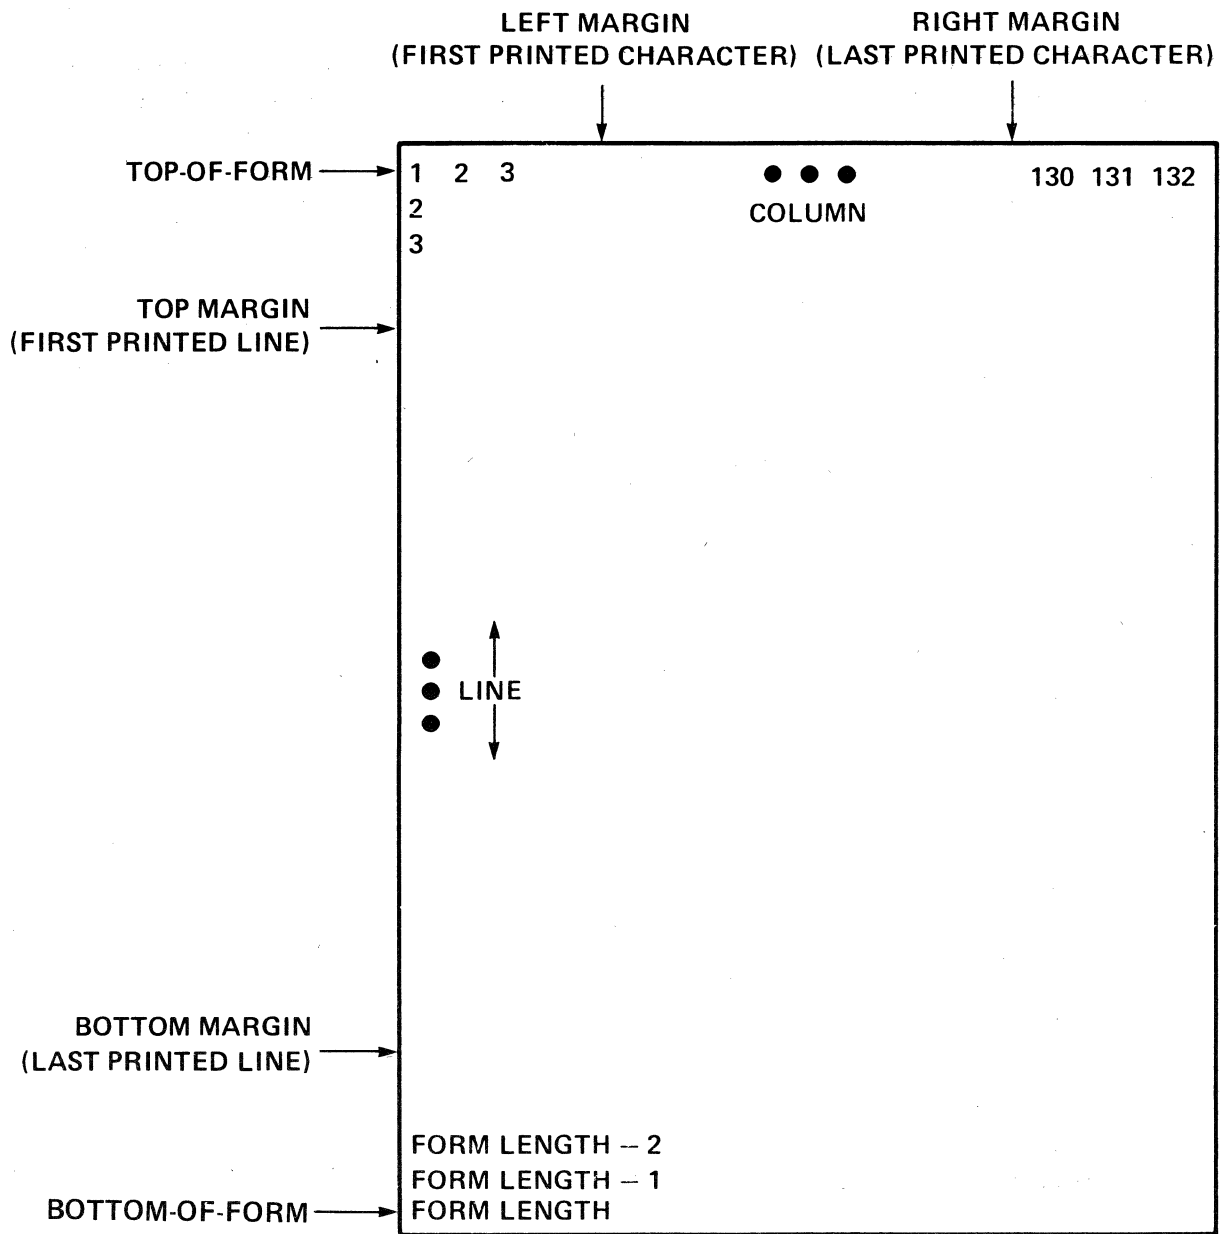 LEFT MARGIN
(FIRST PRINTED CHARACTER)
RIGHT MARGIN
(LAST PRINTED CHARACTER)
TOP-OF-FORM
1 2 3
130 131 132
2
COLUMN
3
TOP MARGIN
(FIRST PRINTED LINE)
LINE
BOTTOM MARGIN
(LAST PRINTED LINE)
FORM LENGTH – 2
FORM LENGTH – 1
BOTTOM-OF-FORM
FORM LENGTH